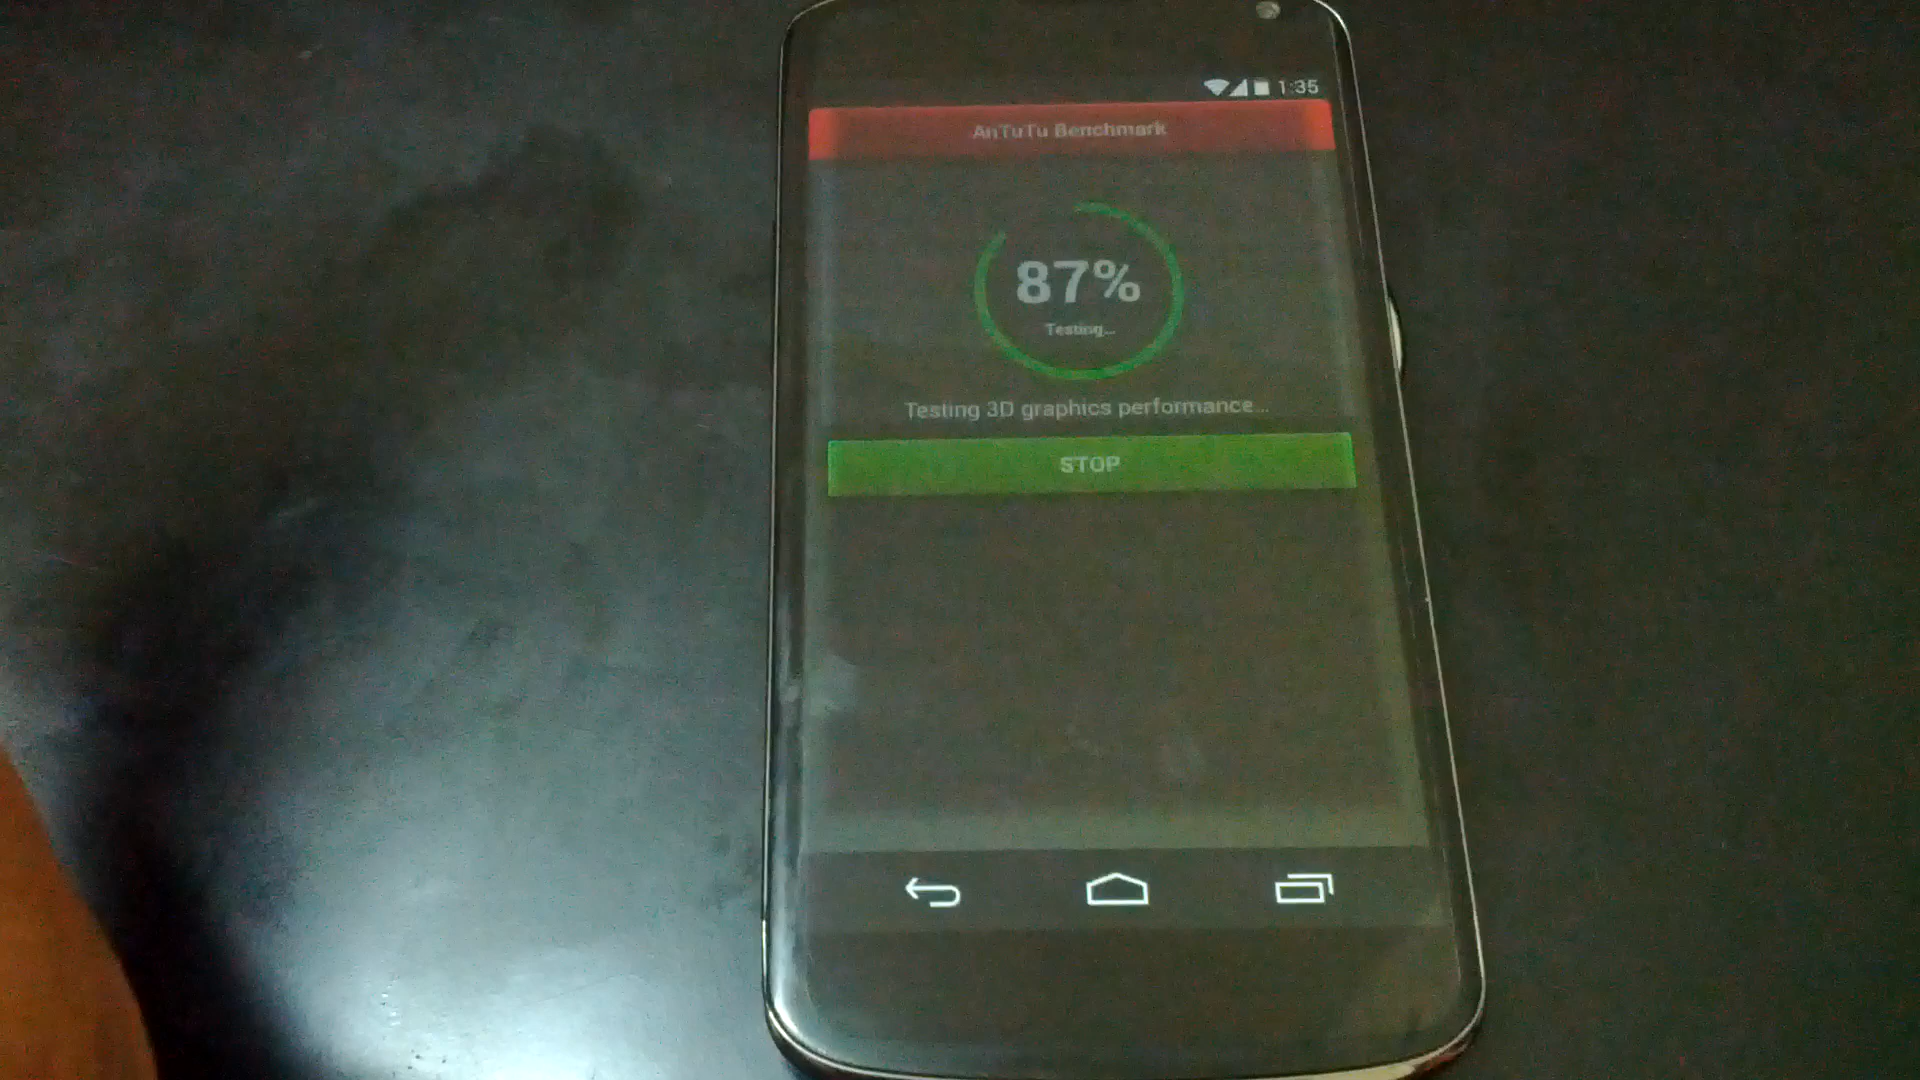 1:35
AnTuTu Benchmark
87%
Testing...
Testing 3D graphics performance...
STOP